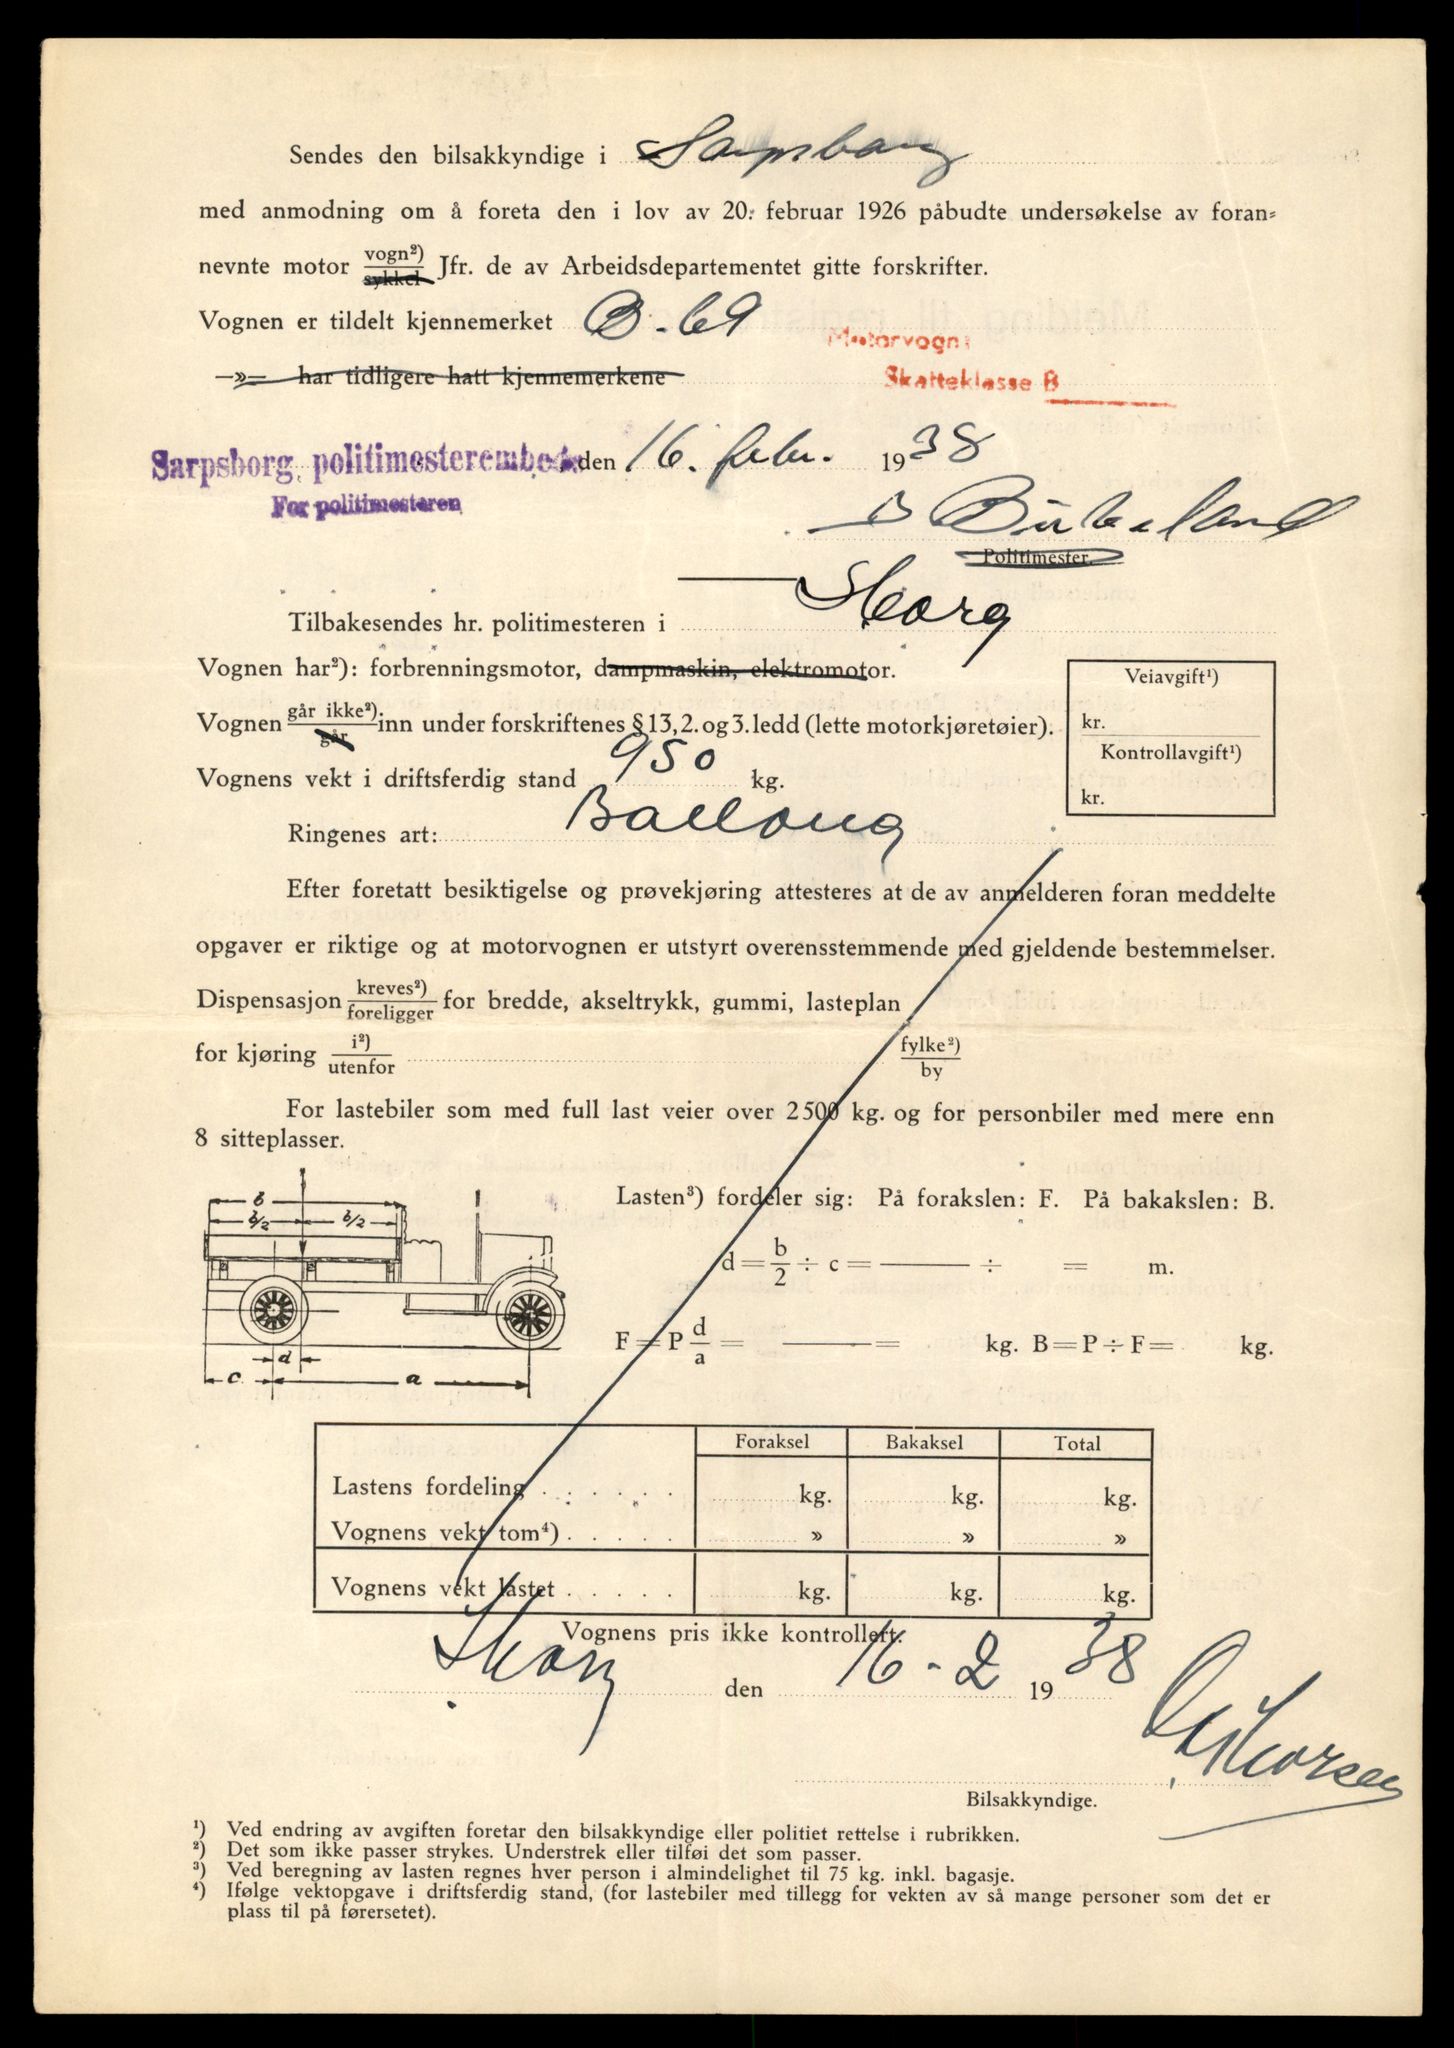 Sendes den bilsakkyndige i Sarpsborg
med anmodning om å foreta den i lov av 20. februar 1926 påbudte undersøkelse av foran-
nevnte motor vogn²) sykkel Jfr. de av Arbeidsdepartementet gitte forskrifter.
Vognen er tildelt kjennemerket B-69
Motorvogn:
—»— har tidligere hatt kjennemerkene
Skatteklasse B
Sarpsborg politimesterembede, den 16. febr. 1938
For politimesteren
B Birkeland
Politimester.
Tilbakesendes hr. politimesteren i Sborg
Vognen har²): forbrenningsmotor, dampmaskin, elektromotor.
Veiavgift¹)
Vognen går ikke²) går inn under forskriftenes § 13, 2. og 3. ledd (lette motorkjøretøier).
kr.
Kontrollavgift¹)
Vognens vekt i driftsferdig stand 950 kg.
kr.
Ringenes art: Ballong
Efter foretatt besiktigelse og prøvekjøring attesteres at de av anmelderen foran meddelte
opgaver er riktige og at motorvognen er utstyrt overensstemmende med gjeldende bestemmelser.
Dispensasjon kreves²) foreligger for bredde, akseltrykk, gummi, lasteplan
for kjøring i²) utenfor fylke²) by
For lastebiler som med full last veier over 2500 kg. og for personbiler med mere enn
8 sitteplasser.
b
b/2 b/2
d
c a
Lasten³) fordeler sig: På forakslen: F. På bakakslen: B.
d = b/2 ÷ c = ——— ÷ = m.
F = P d/a = ——— = kg. B = P ÷ F = kg.
Foraksel Bakaksel Total
Lastens fordeling . . . . . . kg. kg. kg.
Vognens vekt tom⁴) . . . . . » » »
Vognens vekt lastet . . . . . kg. kg. kg.
Vognens pris ikke kontrollert.
Sborg den 16-2 1938
Bilsakkyndige.
¹) Ved endring av avgiften foretar den bilsakkyndige eller politiet rettelse i rubrikken.
²) Det som ikke passer strykes. Understrek eller tilføi det som passer.
³) Ved beregning av lasten regnes hver person i almindelighet til 75 kg. inkl. bagasje.
⁴) Ifølge vektopgave i driftsferdig stand, (for lastebiler med tillegg for vekten av så mange personer som det er
plass til på førersetet).